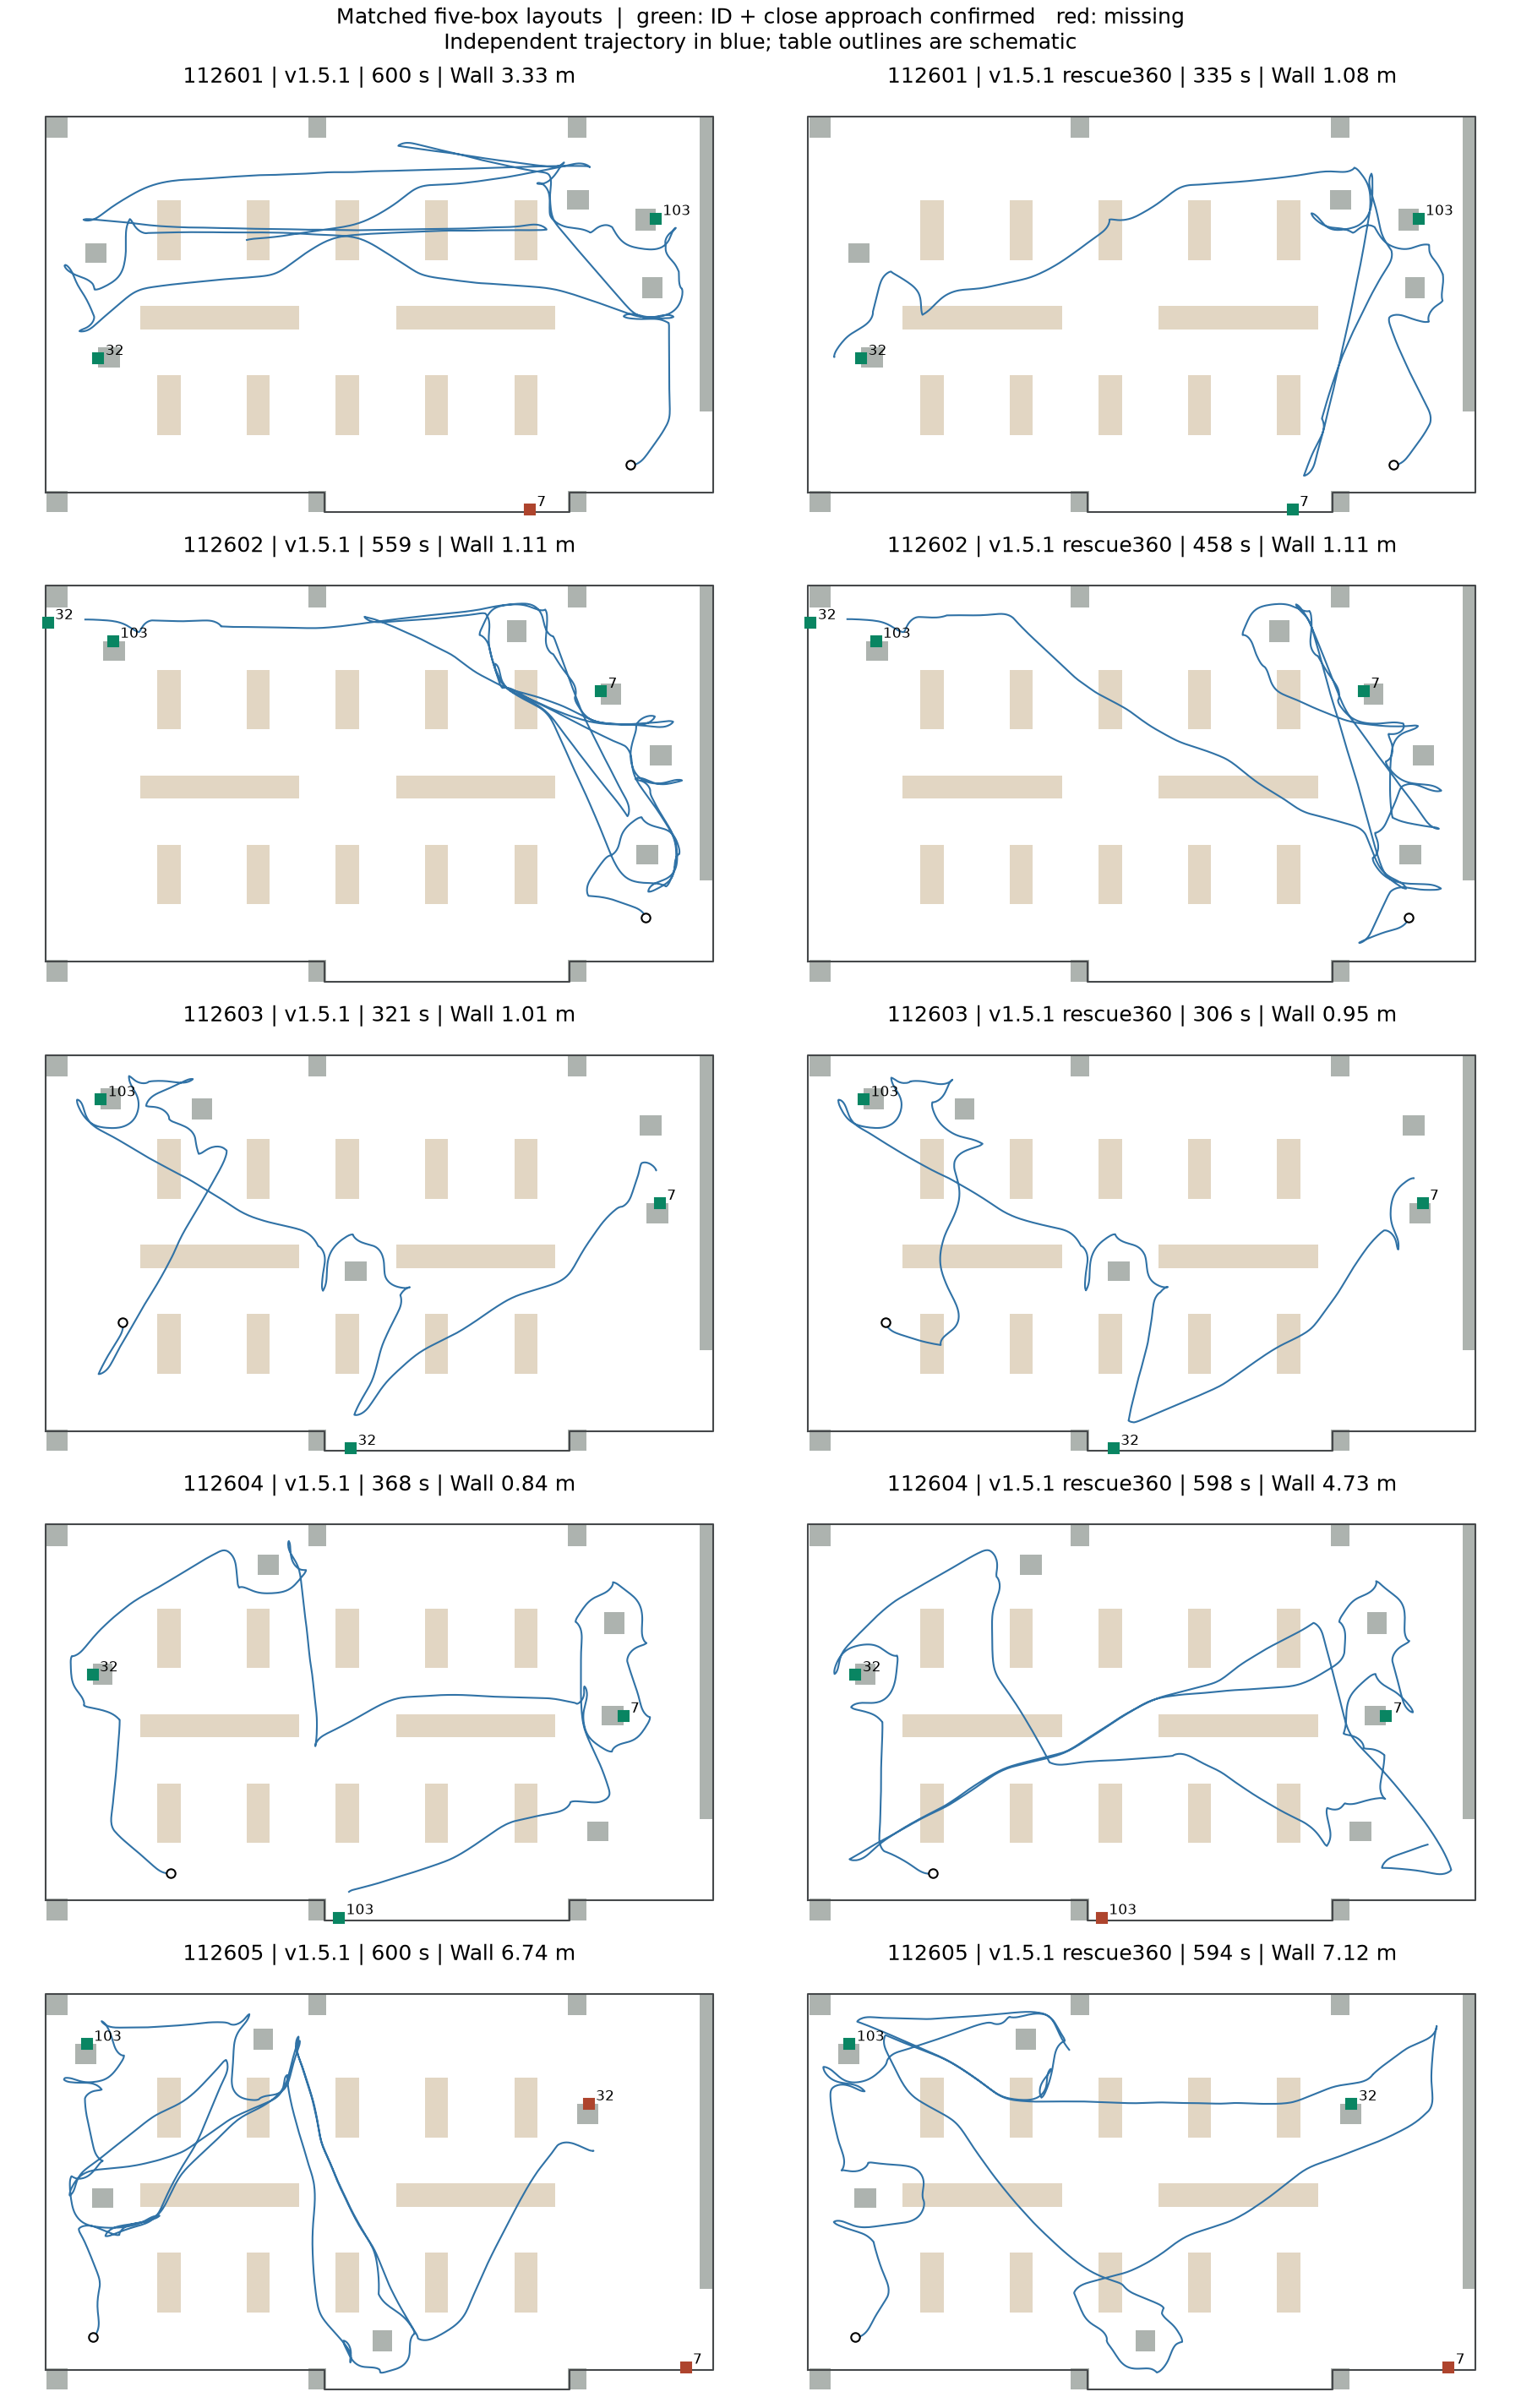 Matched five-box layouts | green: ID + close approach confirmed red: missing
Independent trajectory in blue; table outlines are schematic
112601 | v1.5.1 | 600 s | Wall 3.33 m
112601 | v1.5.1 rescue360 | 335 s | Wall 1.08 m
103
32
7
103
32
7
112602 | v1.5.1 | 559 s | Wall 1.11 m
112602 | v1.5.1 rescue360 | 458 s | Wall 1.11 m
32
103
7
32
103
7
112603 | v1.5.1 | 321 s | Wall 1.01 m
112603 | v1.5.1 rescue360 | 306 s | Wall 0.95 m
103
7
32
103
7
32
112604 | v1.5.1 | 368 s | Wall 0.84 m
112604 | v1.5.1 rescue360 | 598 s | Wall 4.73 m
32
7
103
32
7
103
112605 | v1.5.1 | 600 s | Wall 6.74 m
112605 | v1.5.1 rescue360 | 594 s | Wall 7.12 m
103
32
7
103
32
7